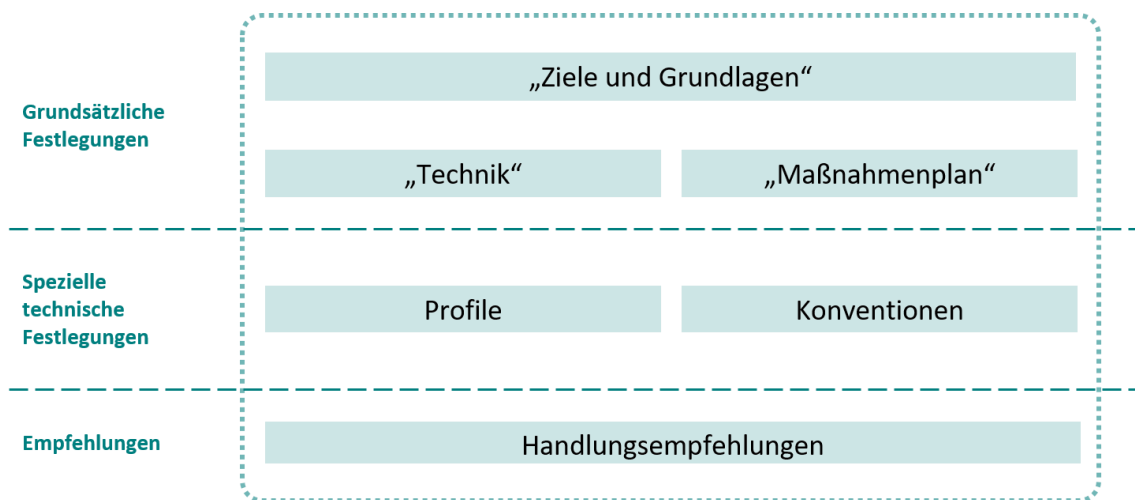 „Ziele und Grundlagen“
Grundsätzliche
Festlegungen
„Technik“
„Maßnahmenplan“
Spezielle
technische
Festlegungen
Profile
Konventionen
Empfehlungen
Handlungsempfehlungen